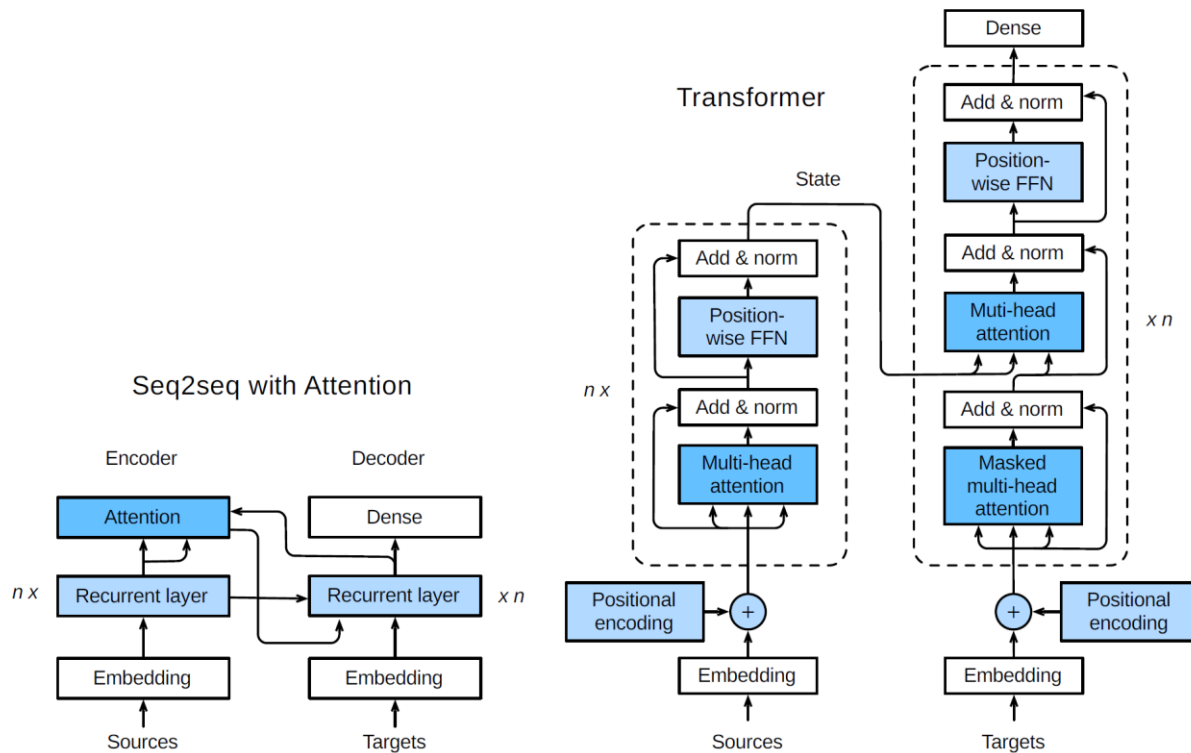 Seq2seq with Attention
Encoder
Decoder
Attention
Dense
n x
Recurrent layer
Recurrent layer
x n
Embedding
Embedding
Sources
Targets
Transformer
State
n x
Add & norm
Position-
wise FFN
Add & norm
Multi-head
attention
Positional
encoding
+
Embedding
Sources
Dense
Add & norm
Position-
wise FFN
Add & norm
Muti-head
attention
x n
Add & norm
Masked
multi-head
attention
+
Positional
encoding
Embedding
Targets